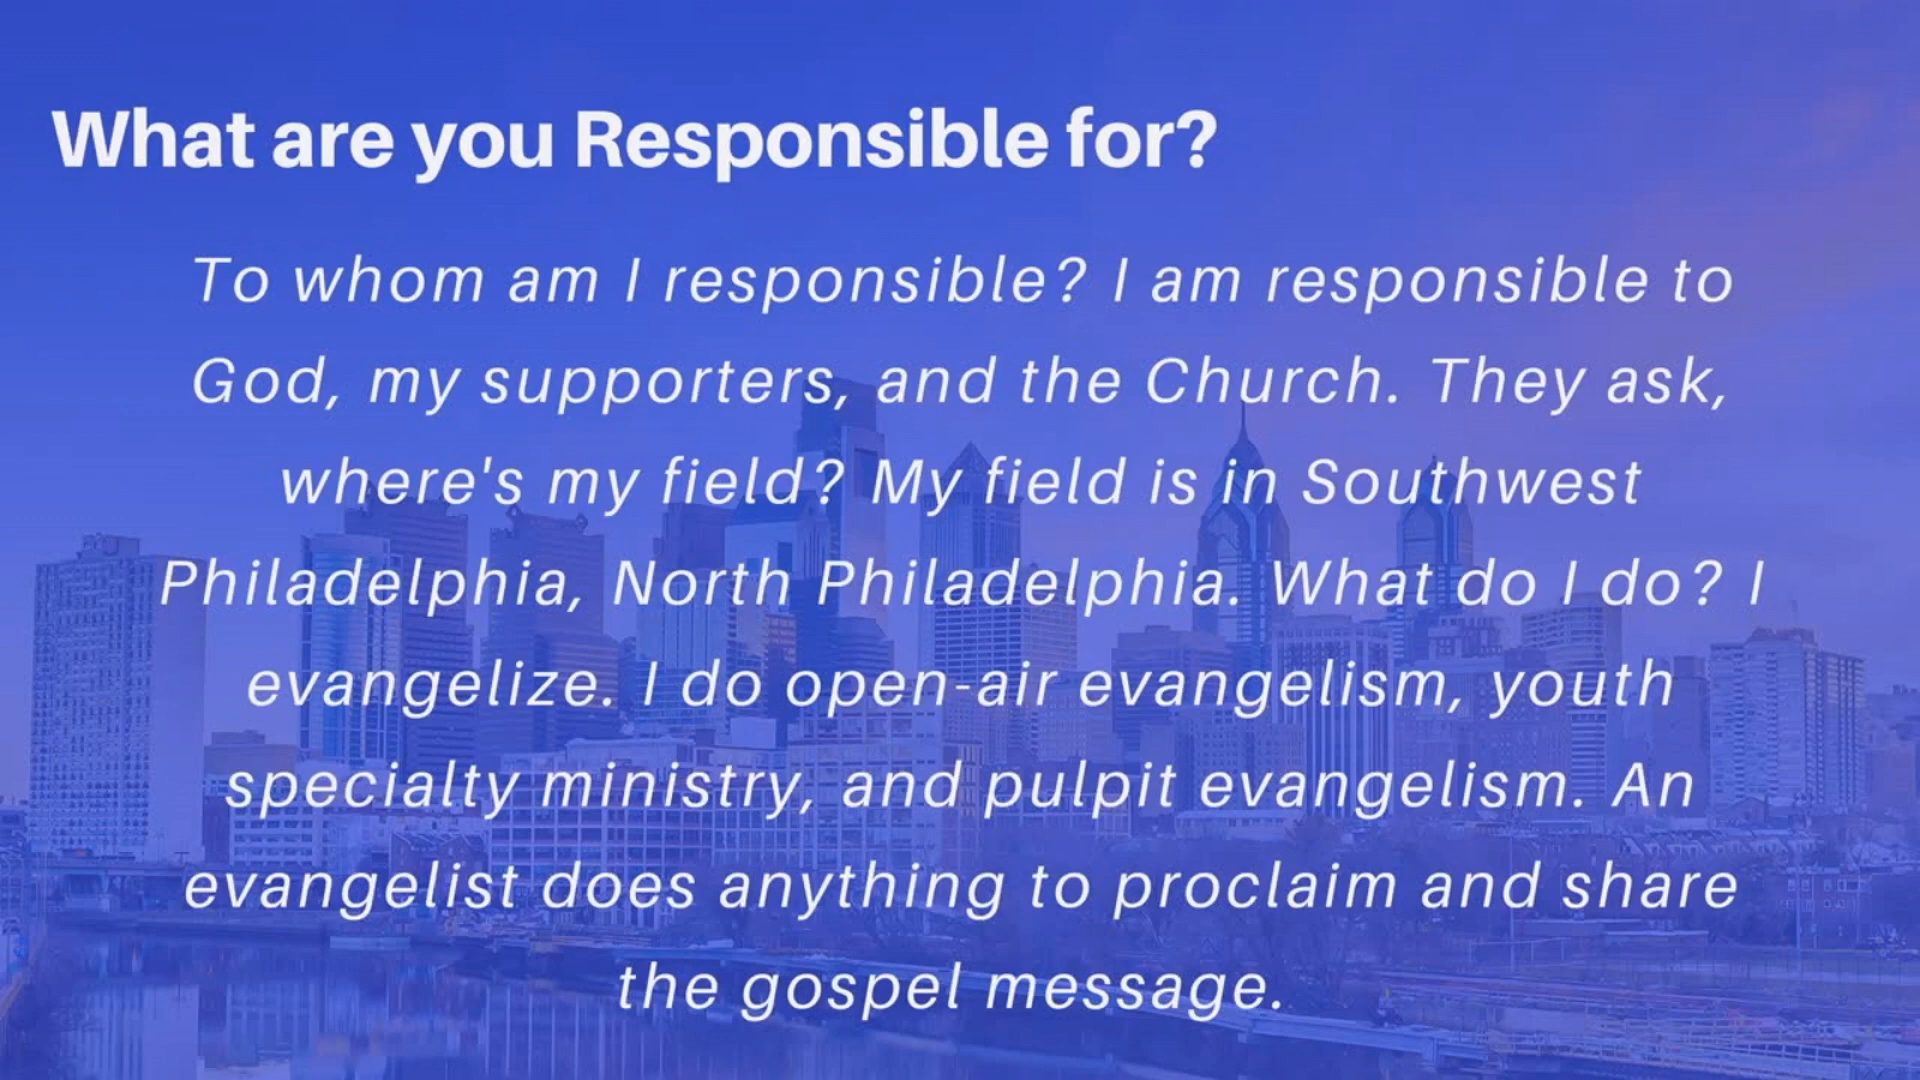 What are you Responsible for?
To whom am I responsible? I am responsible to
God, my supporters, and the Church. They ask,
where's my field? My field is in Southwest
Philadelphia, North Philadelphia. What do I do? I
evangelize. I do open-air evangelism, youth
specialty ministry, and pulpit evangelism. An
evangelist does anything to proclaim and share
the gospel message.